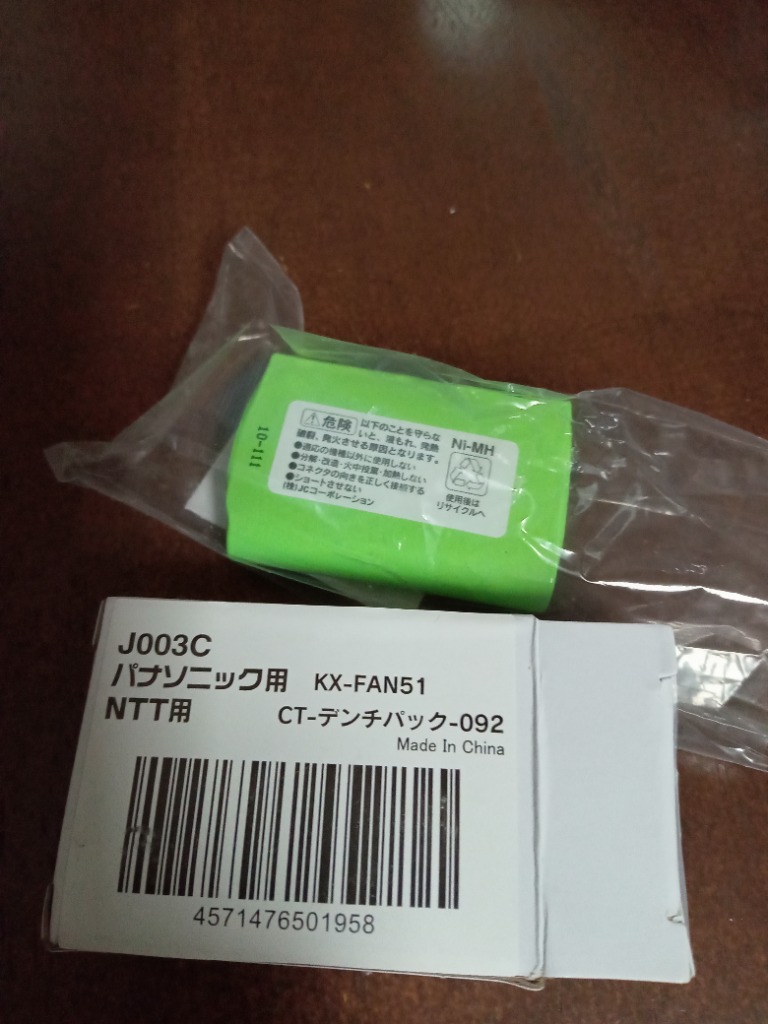 10-111
危険
以下のことを守らな
いと、液もれ、発熱
破裂、発火させる原因となります。
●適応の機種以外に使用しない
●分解・改造・火中投棄・加熱しない
●コネクタの向きを正しく接続する
●ショートさせない
(株)JCコーポレーション
Ni-MH
使用後は
リサイクルへ
J003C
パナソニック用 KX-FAN51
NTT用 CT-デンチパック-092
Made In China
4571476501958